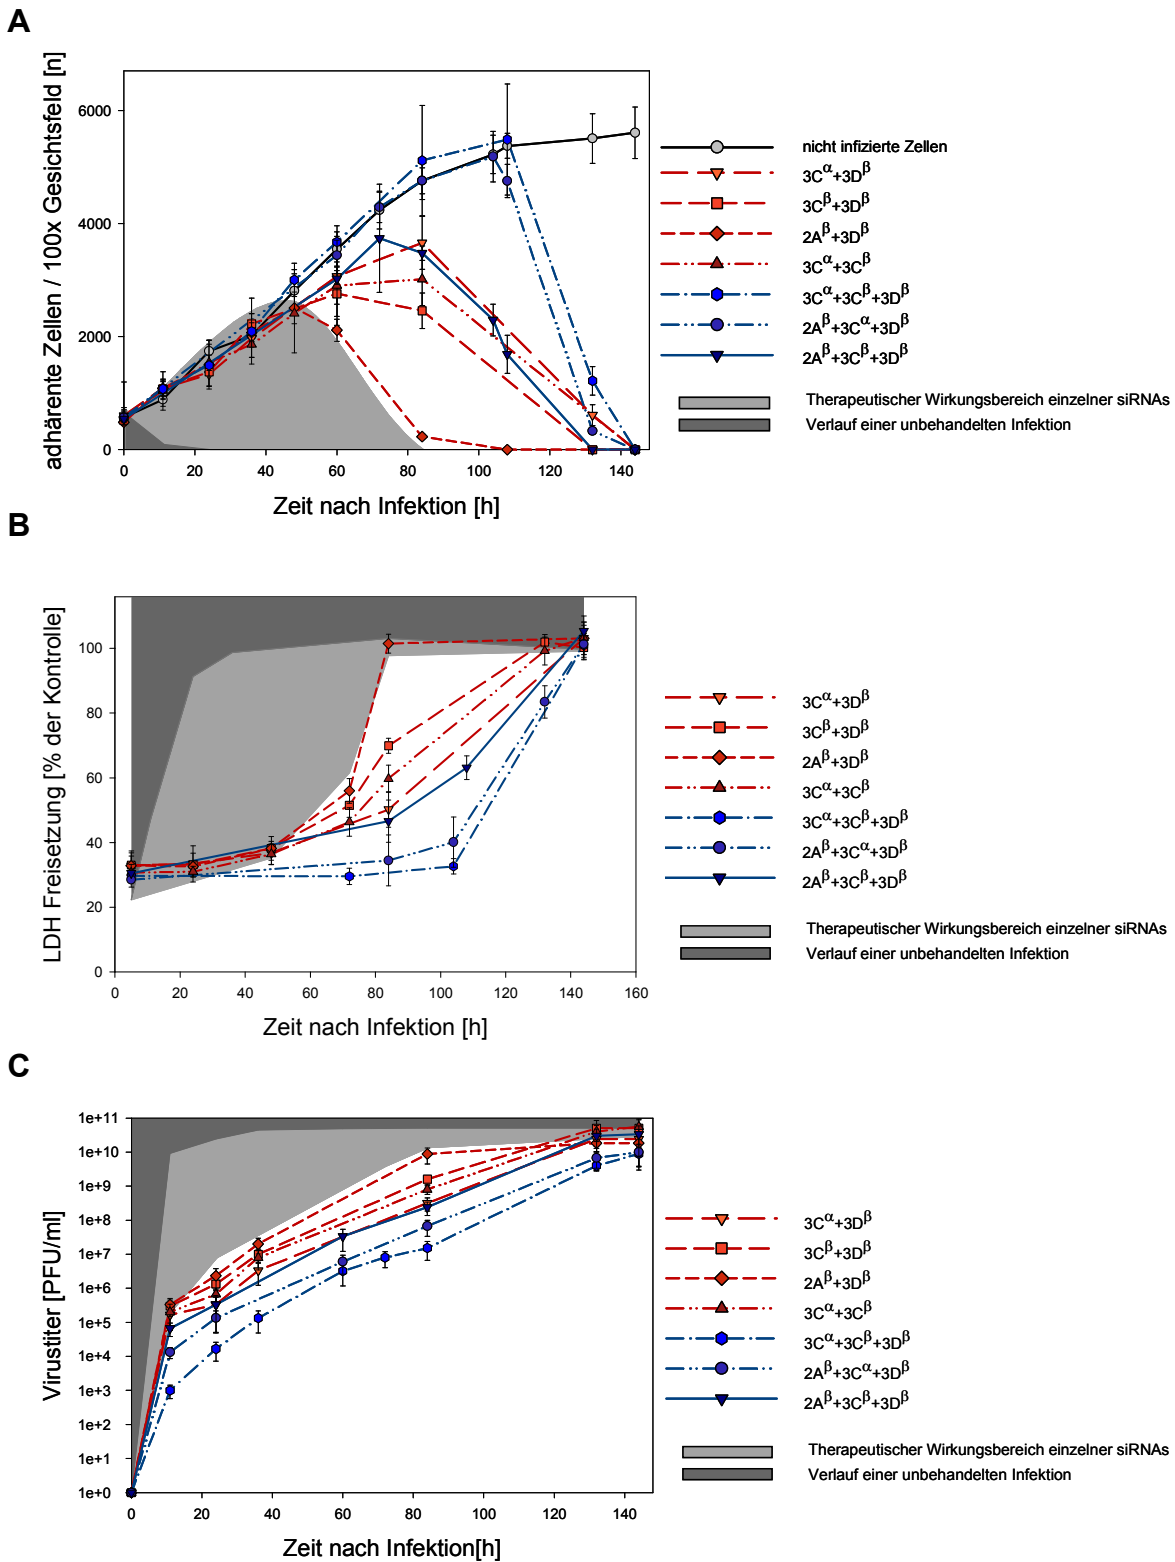 A
adhärente Zellen / 100x Gesichtsfeld [n]
6000
4000
2000
0
0 20 40 60 80 100 120 140
Zeit nach Infektion [h]
nicht infizierte Zellen
3Cα+3Dβ
3Cβ+3Dβ
2Aβ+3Dβ
3Cα+3Cβ
3Cα+3Cβ+3Dβ
2Aβ+3Cα+3Dβ
2Aβ+3Cβ+3Dβ
Therapeutischer Wirkungsbereich einzelner siRNAs
Verlauf einer unbehandelten Infektion
B
LDH Freisetzung [% der Kontrolle]
100
80
60
40
20
0
0 20 40 60 80 100 120 140 160
Zeit nach Infektion [h]
3Cα+3Dβ
3Cβ+3Dβ
2Aβ+3Dβ
3Cα+3Cβ
3Cα+3Cβ+3Dβ
2Aβ+3Cα+3Dβ
2Aβ+3Cβ+3Dβ
Therapeutischer Wirkungsbereich einzelner siRNAs
Verlauf einer unbehandelten Infektion
C
Virustiter [PFU/ml]
1e+11
1e+10
1e+9
1e+8
1e+7
1e+6
1e+5
1e+4
1e+3
1e+2
1e+1
1e+0
0 20 40 60 80 100 120 140
Zeit nach Infektion[h]
3Cα+3Dβ
3Cβ+3Dβ
2Aβ+3Dβ
3Cα+3Cβ
3Cα+3Cβ+3Dβ
2Aβ+3Cα+3Dβ
2Aβ+3Cβ+3Dβ
Therapeutischer Wirkungsbereich einzelner siRNAs
Verlauf einer unbehandelten Infektion